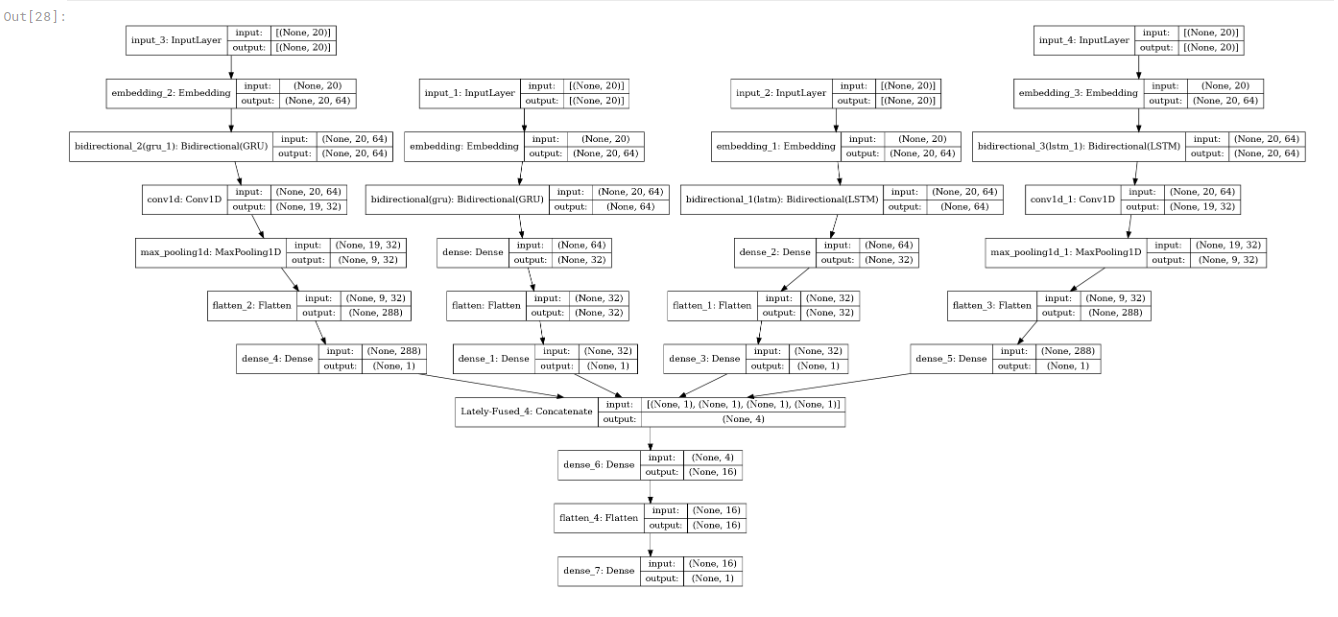 Out[28]:
input_3: InputLayer input: [(None, 20)]
output: [(None, 20)]
input_4: InputLayer input: [(None, 20)]
output: [(None, 20)]
embedding_2: Embedding input: (None, 20)
output: (None, 20, 64)
input_1: InputLayer input: [(None, 20)]
output: [(None, 20)]
input_2: InputLayer input: [(None, 20)]
output: [(None, 20)]
embedding_3: Embedding input: (None, 20)
output: (None, 20, 64)
bidirectional_2(gru_1): Bidirectional(GRU) input: (None, 20, 64)
output: (None, 20, 64)
embedding: Embedding input: (None, 20)
output: (None, 20, 64)
embedding_1: Embedding input: (None, 20)
output: (None, 20, 64)
bidirectional_3(lstm_1): Bidirectional(LSTM) input: (None, 20, 64)
output: (None, 20, 64)
conv1d: Conv1D input: (None, 20, 64)
output: (None, 19, 32)
bidirectional(gru): Bidirectional(GRU) input: (None, 20, 64)
output: (None, 64)
bidirectional_1(lstm): Bidirectional(LSTM) input: (None, 20, 64)
output: (None, 64)
conv1d_1: Conv1D input: (None, 20, 64)
output: (None, 19, 32)
max_pooling1d: MaxPooling1D input: (None, 19, 32)
output: (None, 9, 32)
dense: Dense input: (None, 64)
output: (None, 32)
dense_2: Dense input: (None, 64)
output: (None, 32)
max_pooling1d_1: MaxPooling1D input: (None, 19, 32)
output: (None, 9, 32)
flatten_2: Flatten input: (None, 9, 32)
output: (None, 288)
flatten: Flatten input: (None, 32)
output: (None, 32)
flatten_1: Flatten input: (None, 32)
output: (None, 32)
flatten_3: Flatten input: (None, 9, 32)
output: (None, 288)
dense_4: Dense input: (None, 288)
output: (None, 1)
dense_1: Dense input: (None, 32)
output: (None, 1)
dense_3: Dense input: (None, 32)
output: (None, 1)
dense_5: Dense input: (None, 288)
output: (None, 1)
Lately-Fused_4: Concatenate input: [(None, 1), (None, 1), (None, 1), (None, 1)]
output: (None, 4)
dense_6: Dense input: (None, 4)
output: (None, 16)
flatten_4: Flatten input: (None, 16)
output: (None, 16)
dense_7: Dense input: (None, 16)
output: (None, 1)